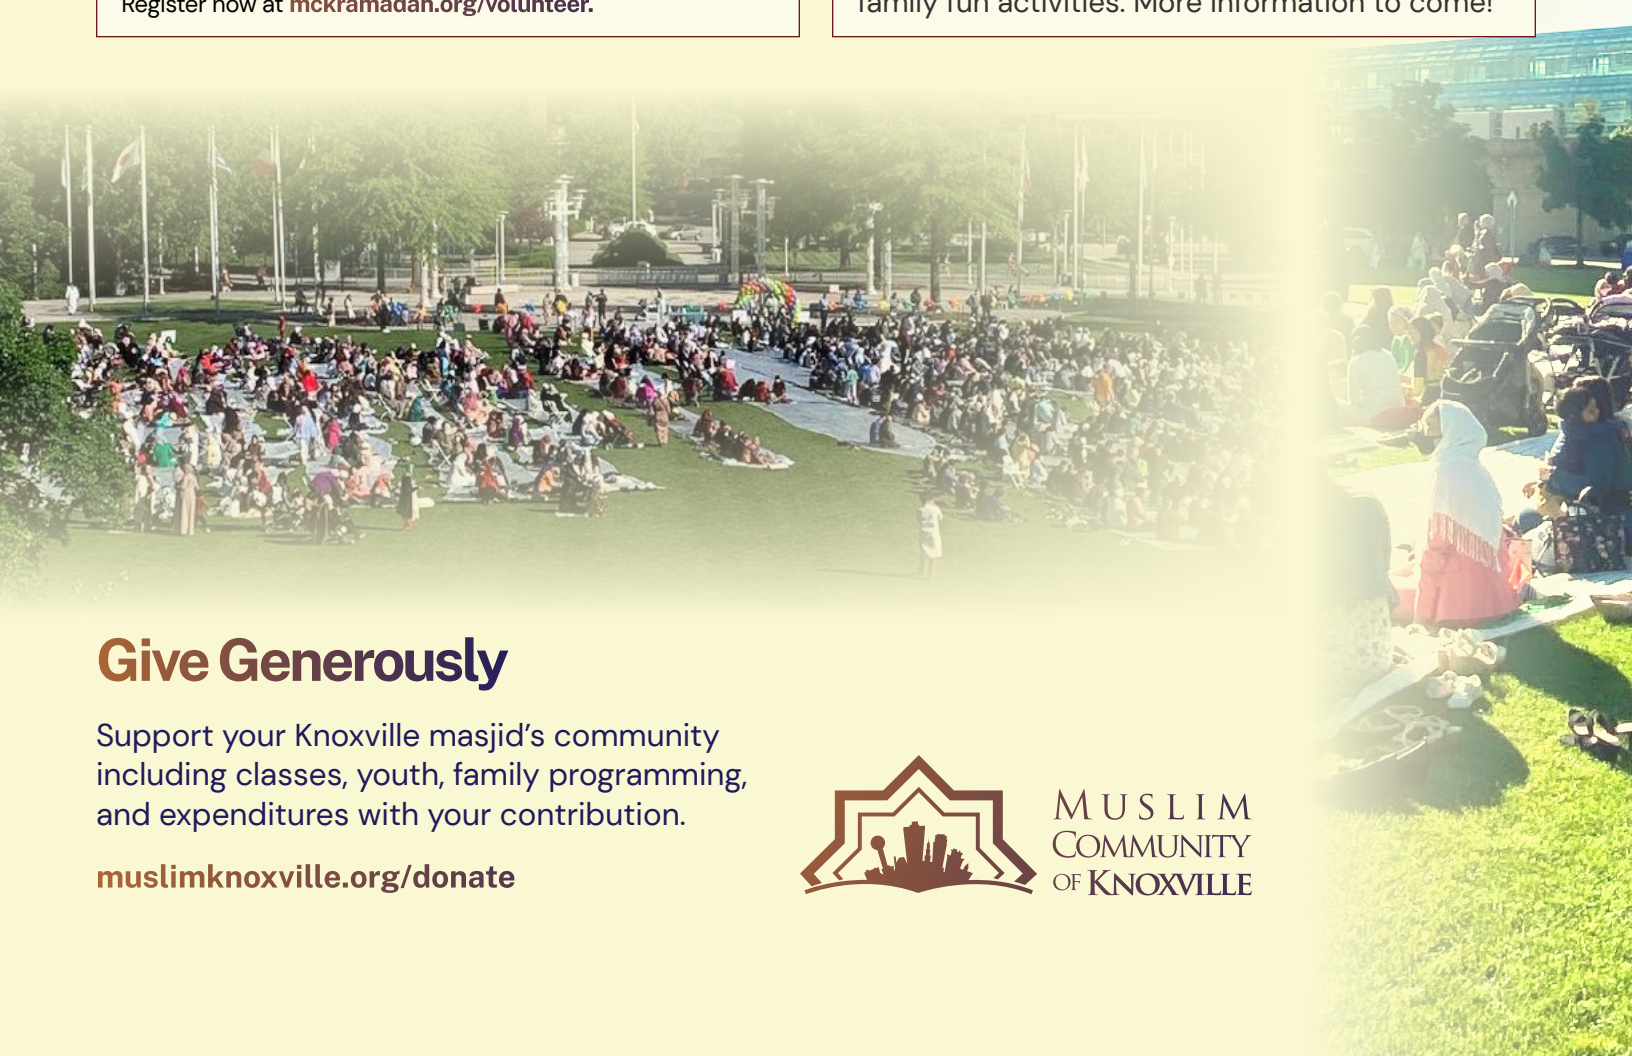 Register now at mckramadan.org/volunteer.
family fun activities. More information to come!
Give Generously
Support your Knoxville masjid’s community
including classes, youth, family programming,
and expenditures with your contribution.
muslimknoxville.org/donate
MUSLIM
COMMUNITY
OF KNOXVILLE